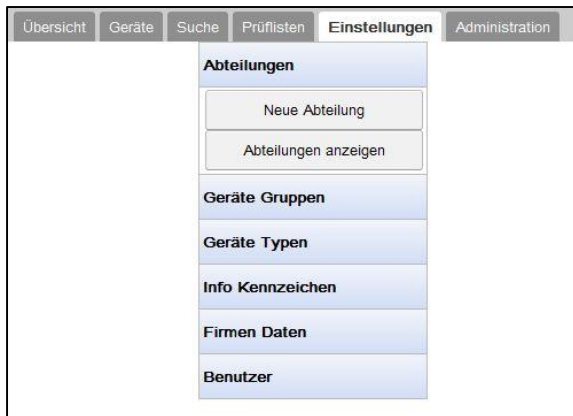 Übersicht Geräte Suche Prüflisten Einstellungen Administration
Abteilungen
Neue Abteilung
Abteilungen anzeigen
Geräte Gruppen
Geräte Typen
Info Kennzeichen
Firmen Daten
Benutzer